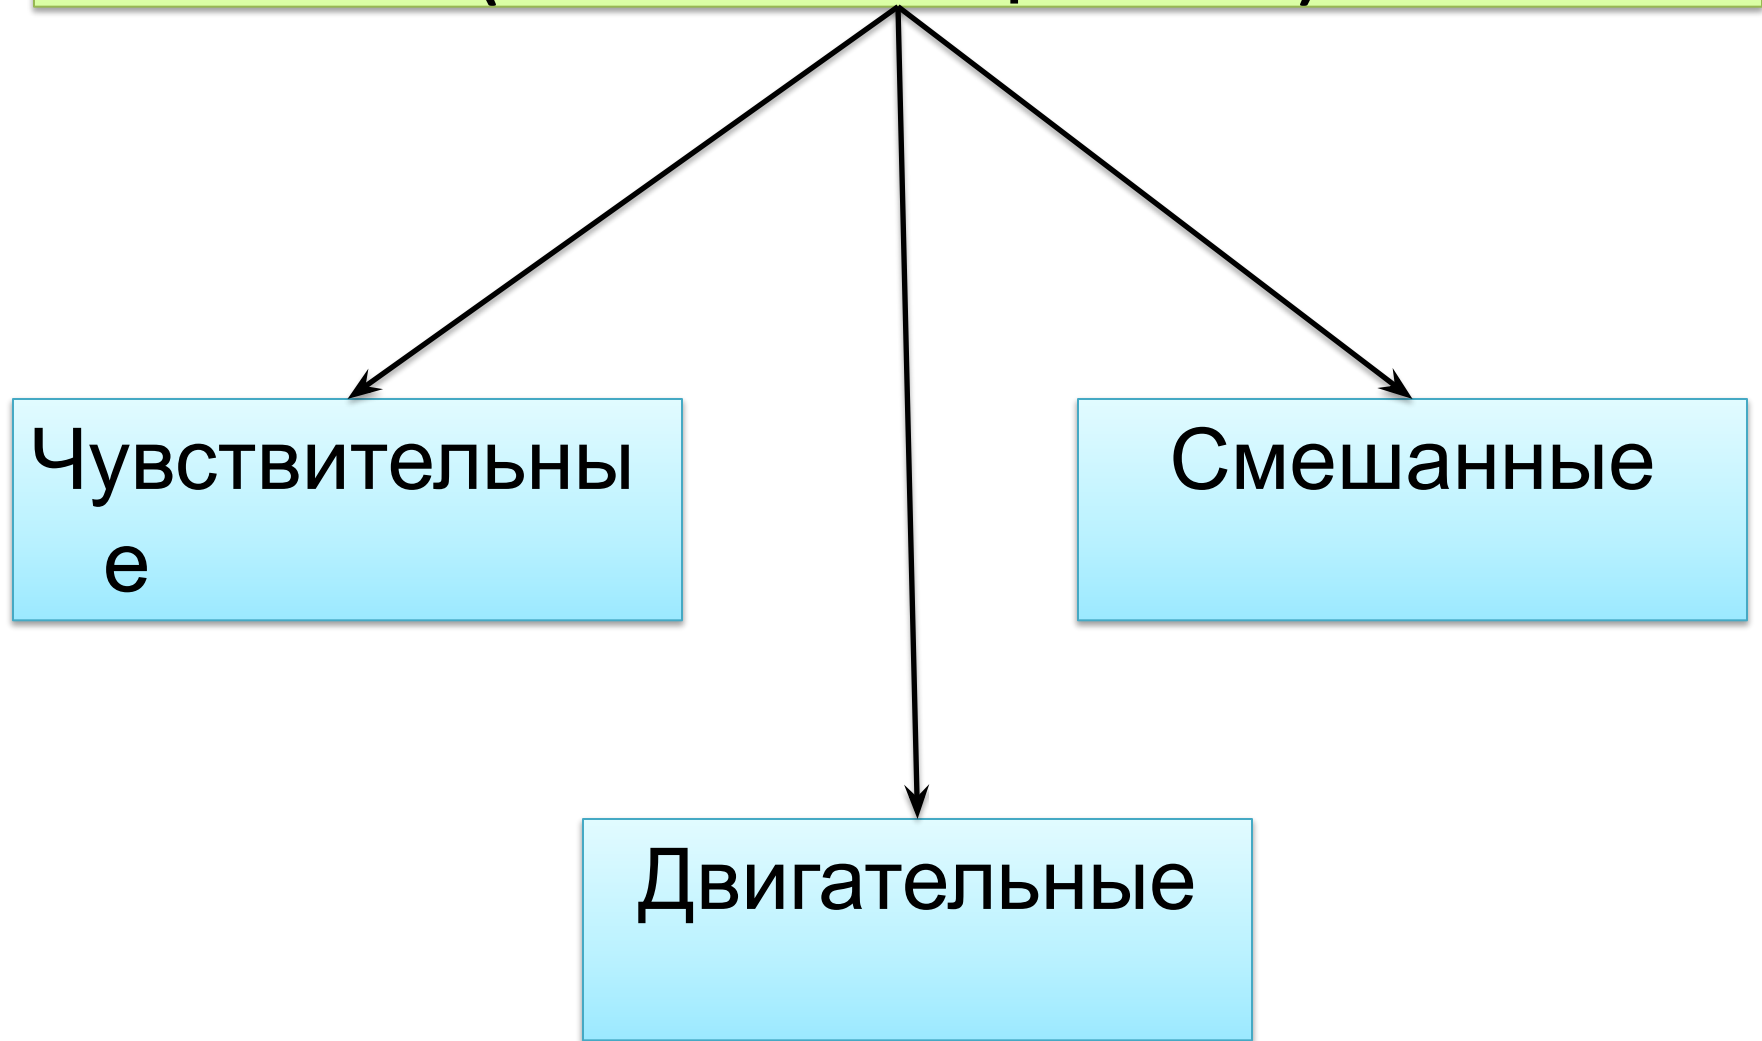 Чувствительны
е
Смешанные
Двигательные